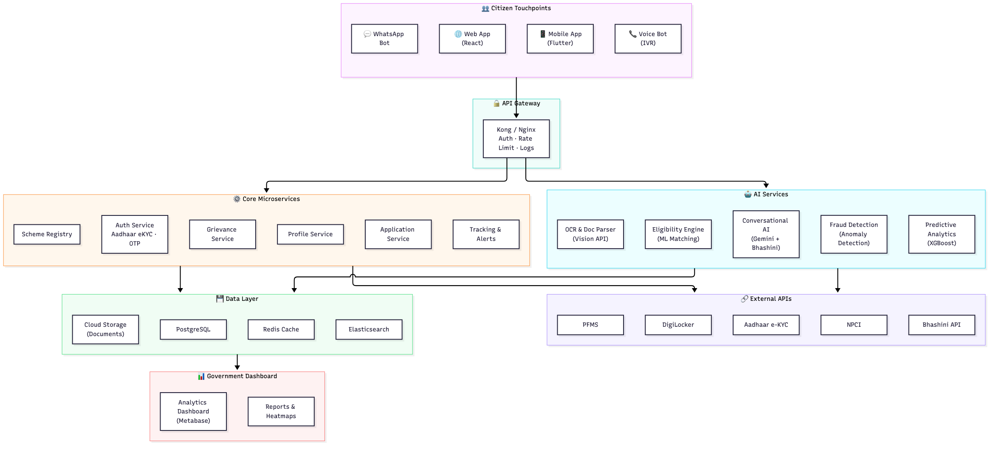 👥 Citizen Touchpoints
💬 WhatsApp
Bot
🌐 Web App
(React)
📱 Mobile App
(Flutter)
📞 Voice Bot
(IVR)
🔒 API Gateway
Kong / Nginx
Auth · Rate
Limit · Logs
⚙️ Core Microservices
Scheme Registry
Auth Service
Aadhaar eKYC ·
OTP
Grievance
Service
Profile Service
Application
Service
Tracking &
Alerts
🤖 AI Services
OCR & Doc Parser
(Vision API)
Eligibility Engine
(ML Matching)
Conversational
AI
(Gemini +
Bhashini)
Fraud Detection
(Anomaly
Detection)
Predictive
Analytics
(XGBoost)
💾 Data Layer
Cloud Storage
(Documents)
PostgreSQL
Redis Cache
Elasticsearch
🔗 External APIs
PFMS
DigiLocker
Aadhaar e-KYC
NPCI
Bhashini API
📊 Government Dashboard
Analytics
Dashboard
(Metabase)
Reports &
Heatmaps